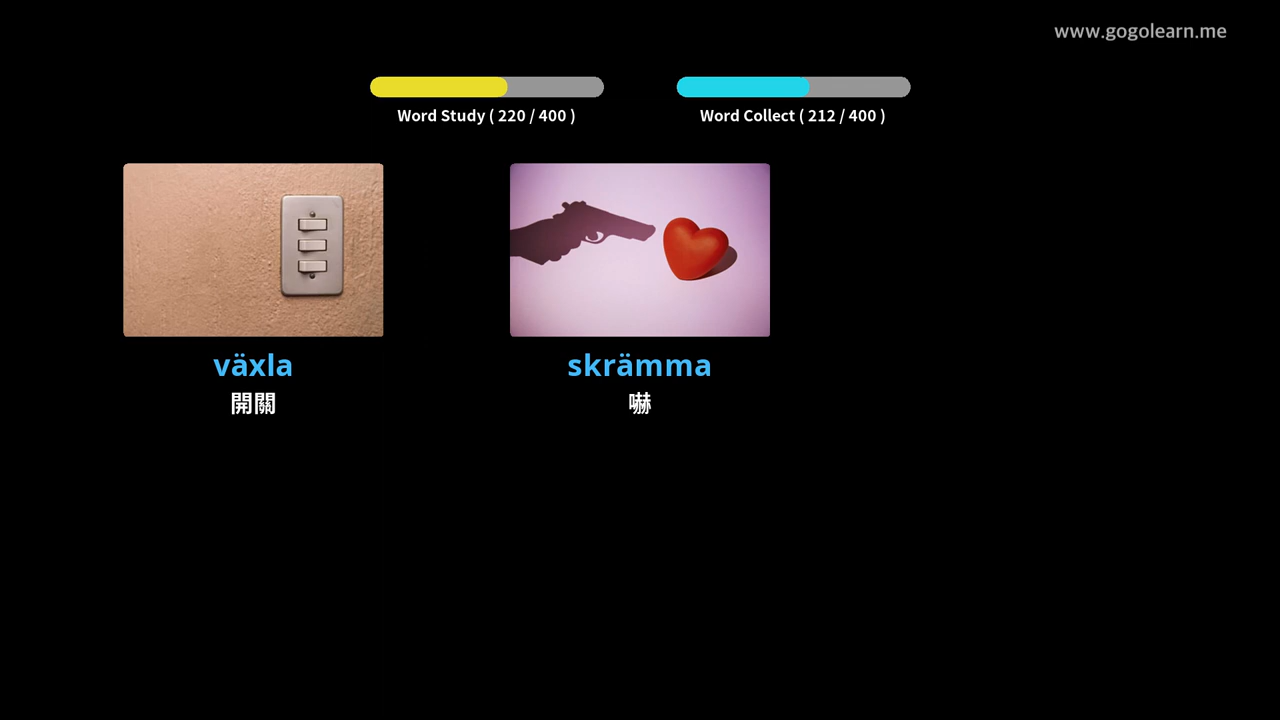 www.gogolearn.me
Word Study ( 220 / 400 )
Word Collect ( 212 / 400 )
växla
開關
skrämma
嚇